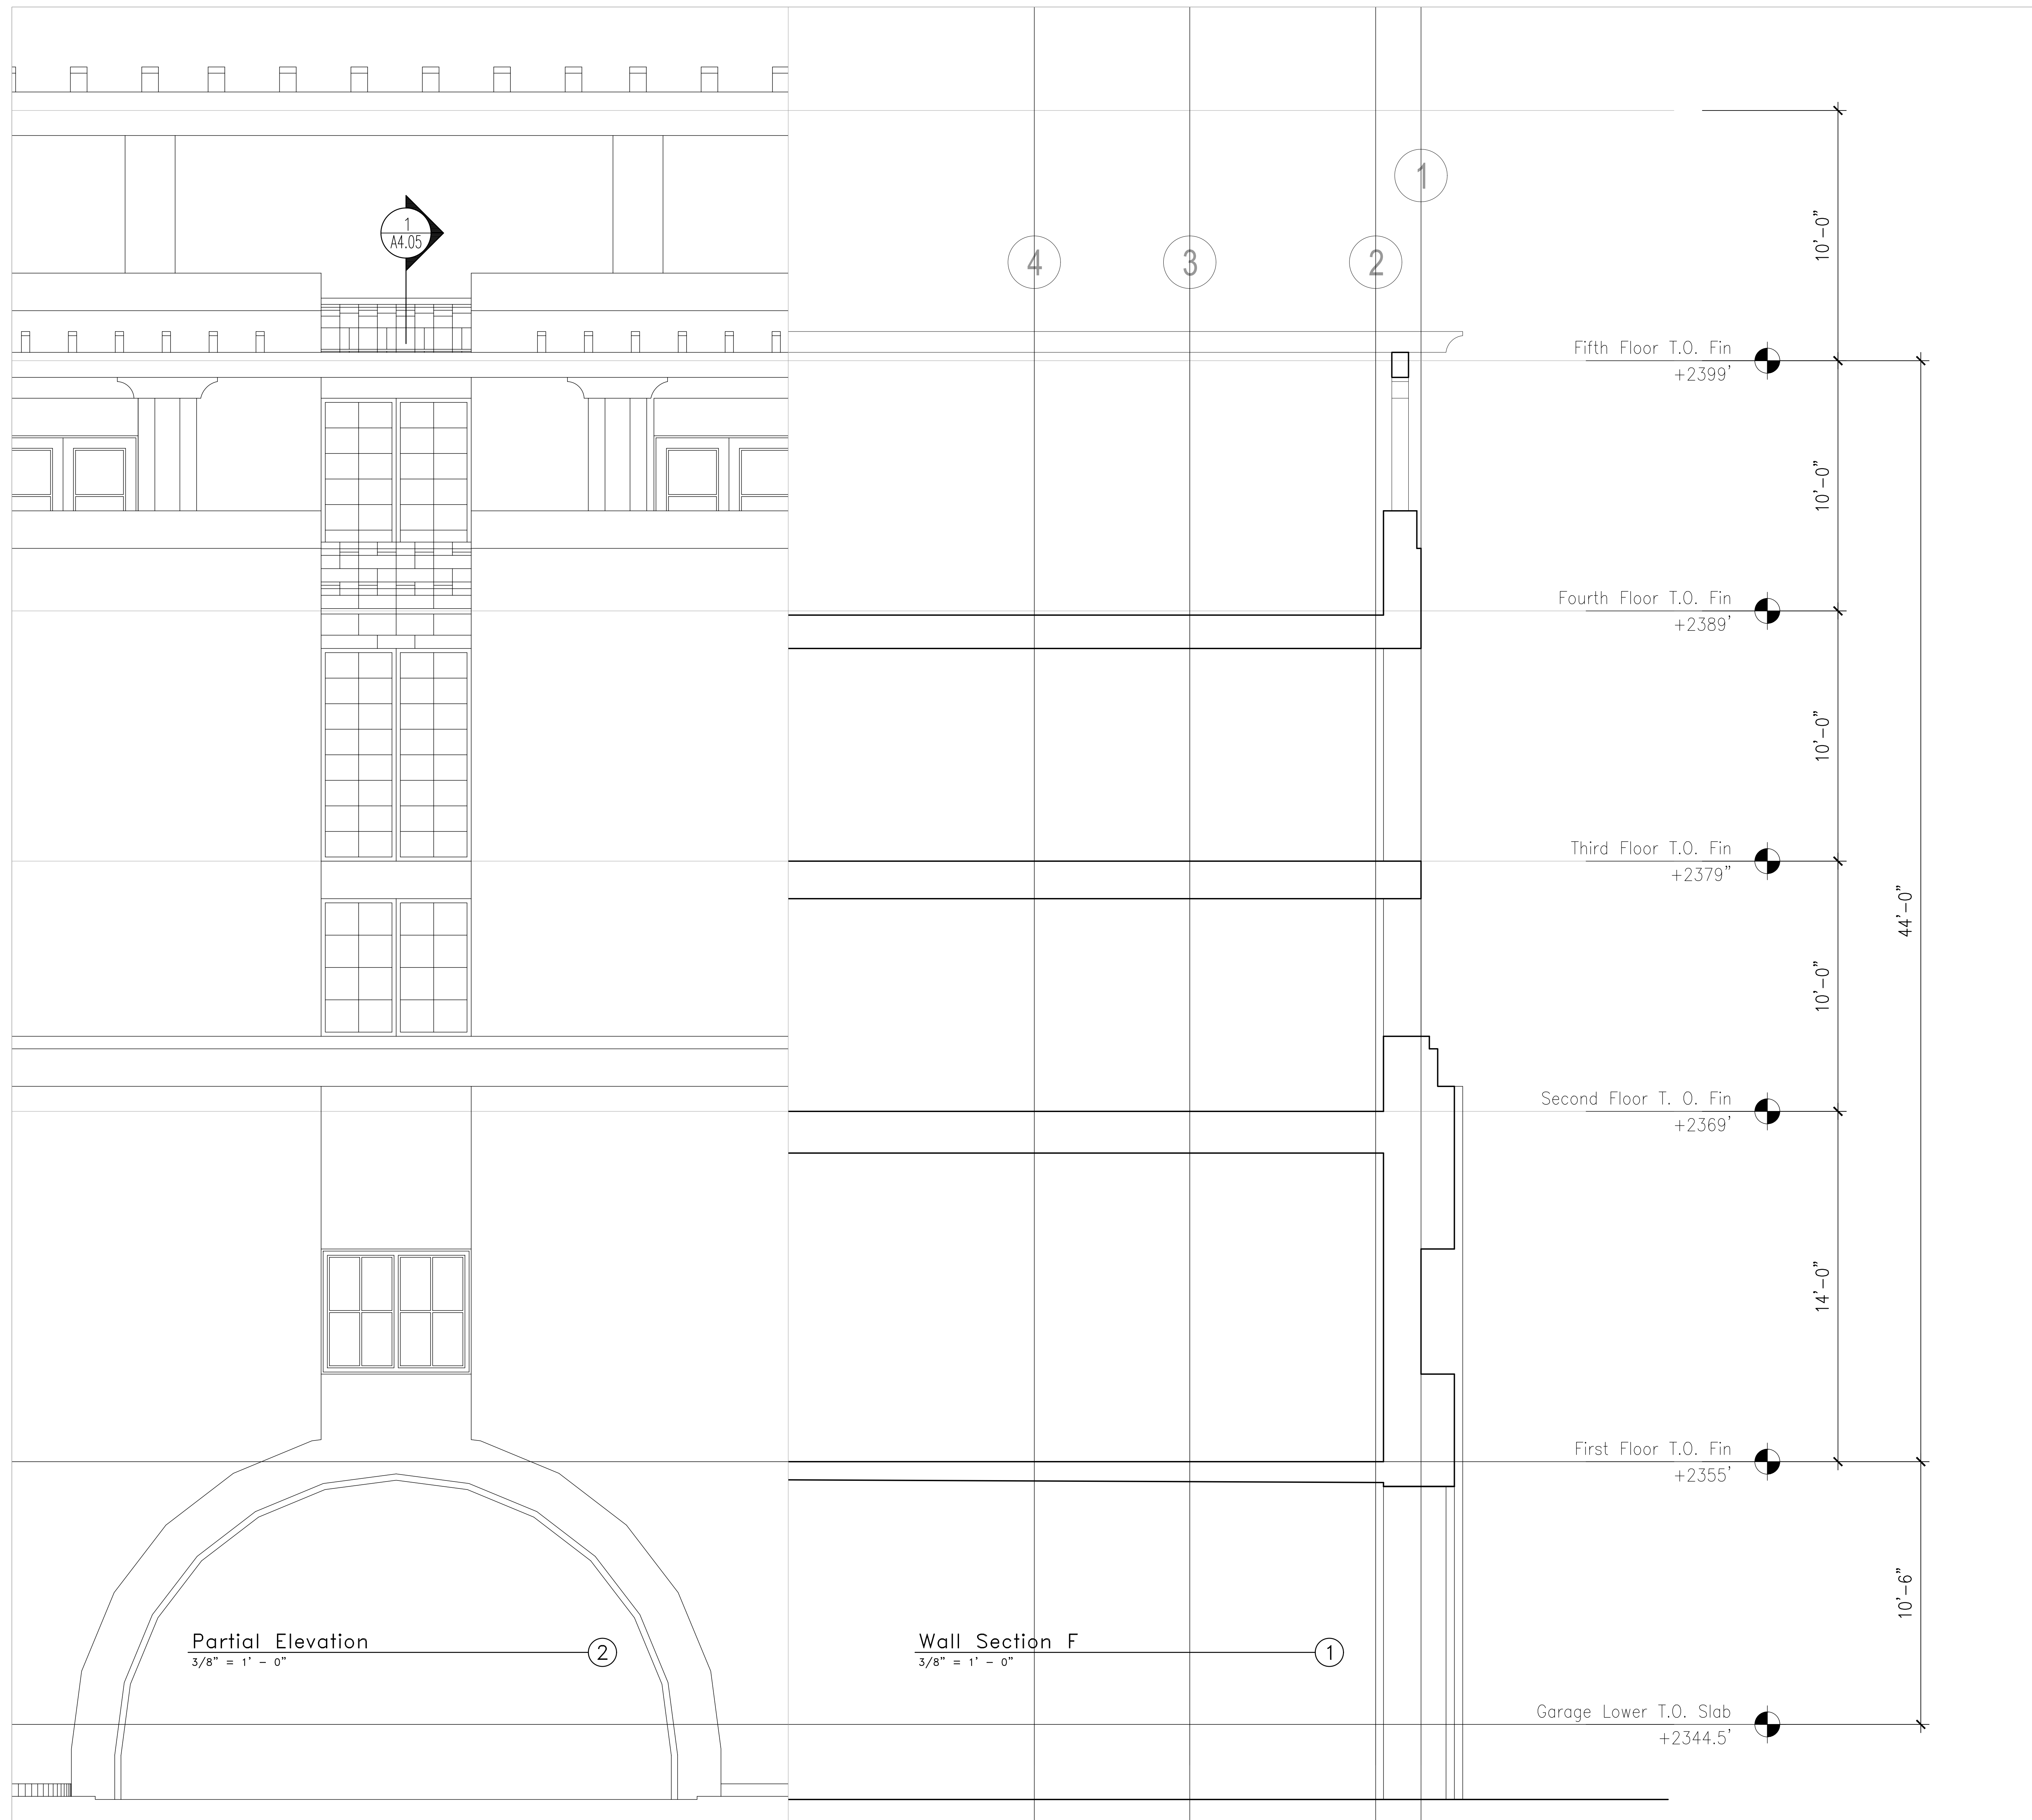 1
A4.05
1
4
3
2
10'-0"
Fifth Floor T.O. Fin
+2399'
10'-0"
Fourth Floor T.O. Fin
+2389'
10'-0"
Third Floor T.O. Fin
+2379"
44'-0"
10'-0"
Second Floor T. O. Fin
+2369'
14'-0"
First Floor T.O. Fin
+2355'
10'-6"
Partial Elevation
3/8" = 1' - 0"
2
Wall Section F
3/8" = 1' - 0"
1
Garage Lower T.O. Slab
+2344.5'